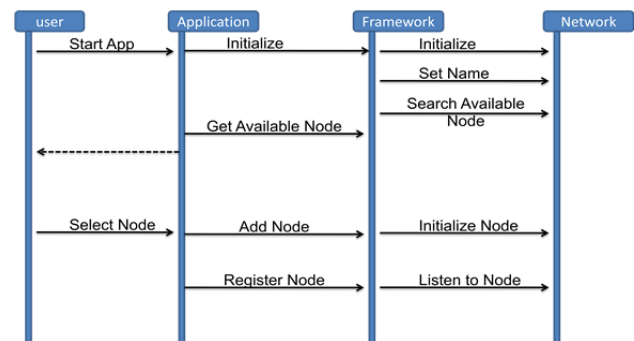 user
Application
Framework
Network
Start App
Initialize
Initialize
Set Name
Search Available
Node
Get Available Node
Select Node
Add Node
Initialize Node
Register Node
Listen to Node